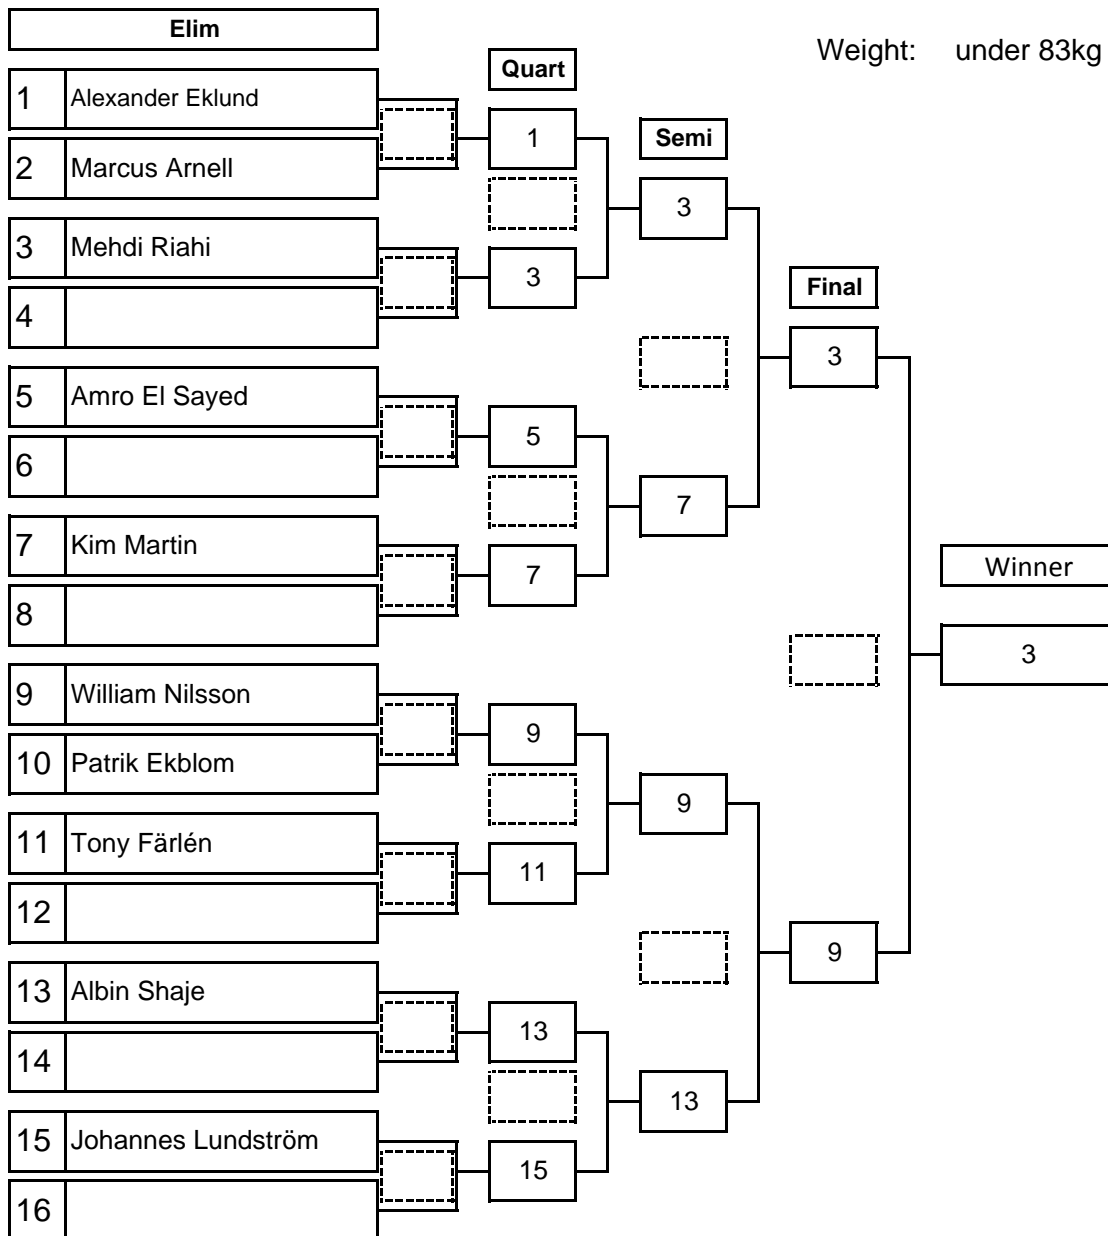 Elim
Weight: under 83kg
Quart
1 Alexander Eklund
1
Semi
2 Marcus Arnell
3
3 Mehdi Riahi
3
Final
4
3
5 Amro El Sayed
5
6
7
7 Kim Martin
7
Winner
8
3
9 William Nilsson
9
10 Patrik Ekblom
9
11 Tony Färlén
11
12
9
13 Albin Shaje
13
14
13
15 Johannes Lundström
15
16